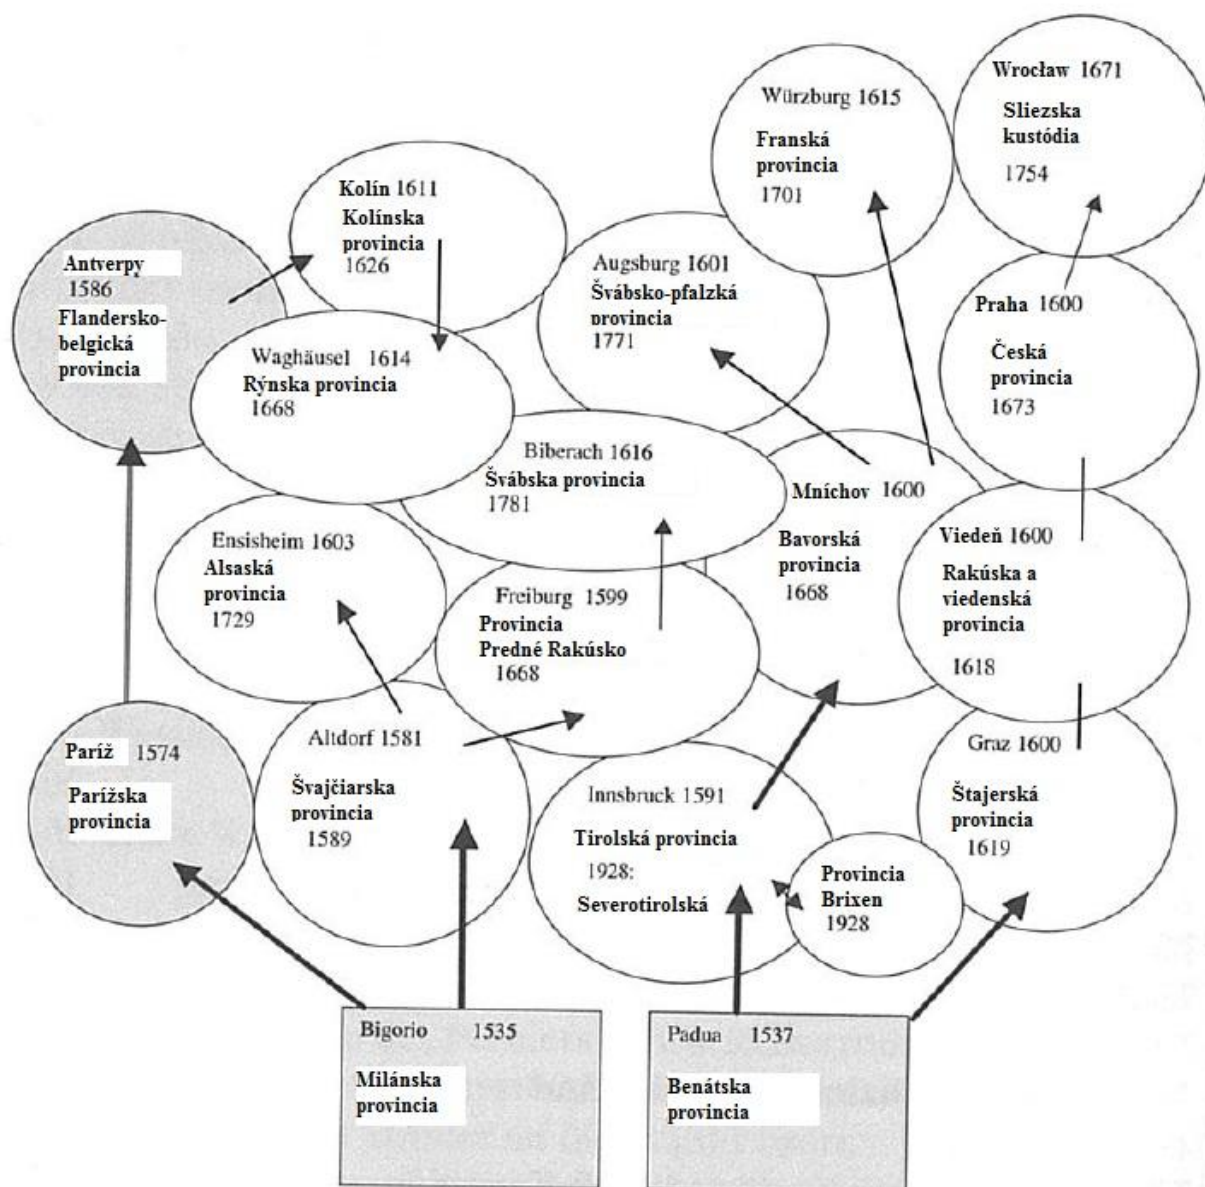 Wrocław 1671
Sliezska
kustódia
1754
Würzburg 1615
Franská
provincia
1701
Kolín 1611
Kolínska
provincia
1626
Antverpy
1586
Flandersko-
belgická
provincia
Augsburg 1601
Švábsko-pfalzká
provincia
1771
Praha 1600
Česká
provincia
1673
Waghäusel 1614
Rýnska provincia
1668
Biberach 1616
Švábska provincia
1781
Mníchov 1600
Bavorská
provincia
1668
Viedeň 1600
Rakúska a
viedenská
provincia
1618
Ensisheim 1603
Alsaská
provincia
1729
Freiburg 1599
Provincia
Predné Rakúsko
1668
Paríž 1574
Parížska
provincia
Altdorf 1581
Švajčiarska
provincia
1589
Innsbruck 1591
Tirolská provincia
1928:
Severotirolská
Provincia
Brixen
1928
Graz 1600
Štajerská
provincia
1619
Bigorio 1535
Milánska
provincia
Padua 1537
Benátska
provincia